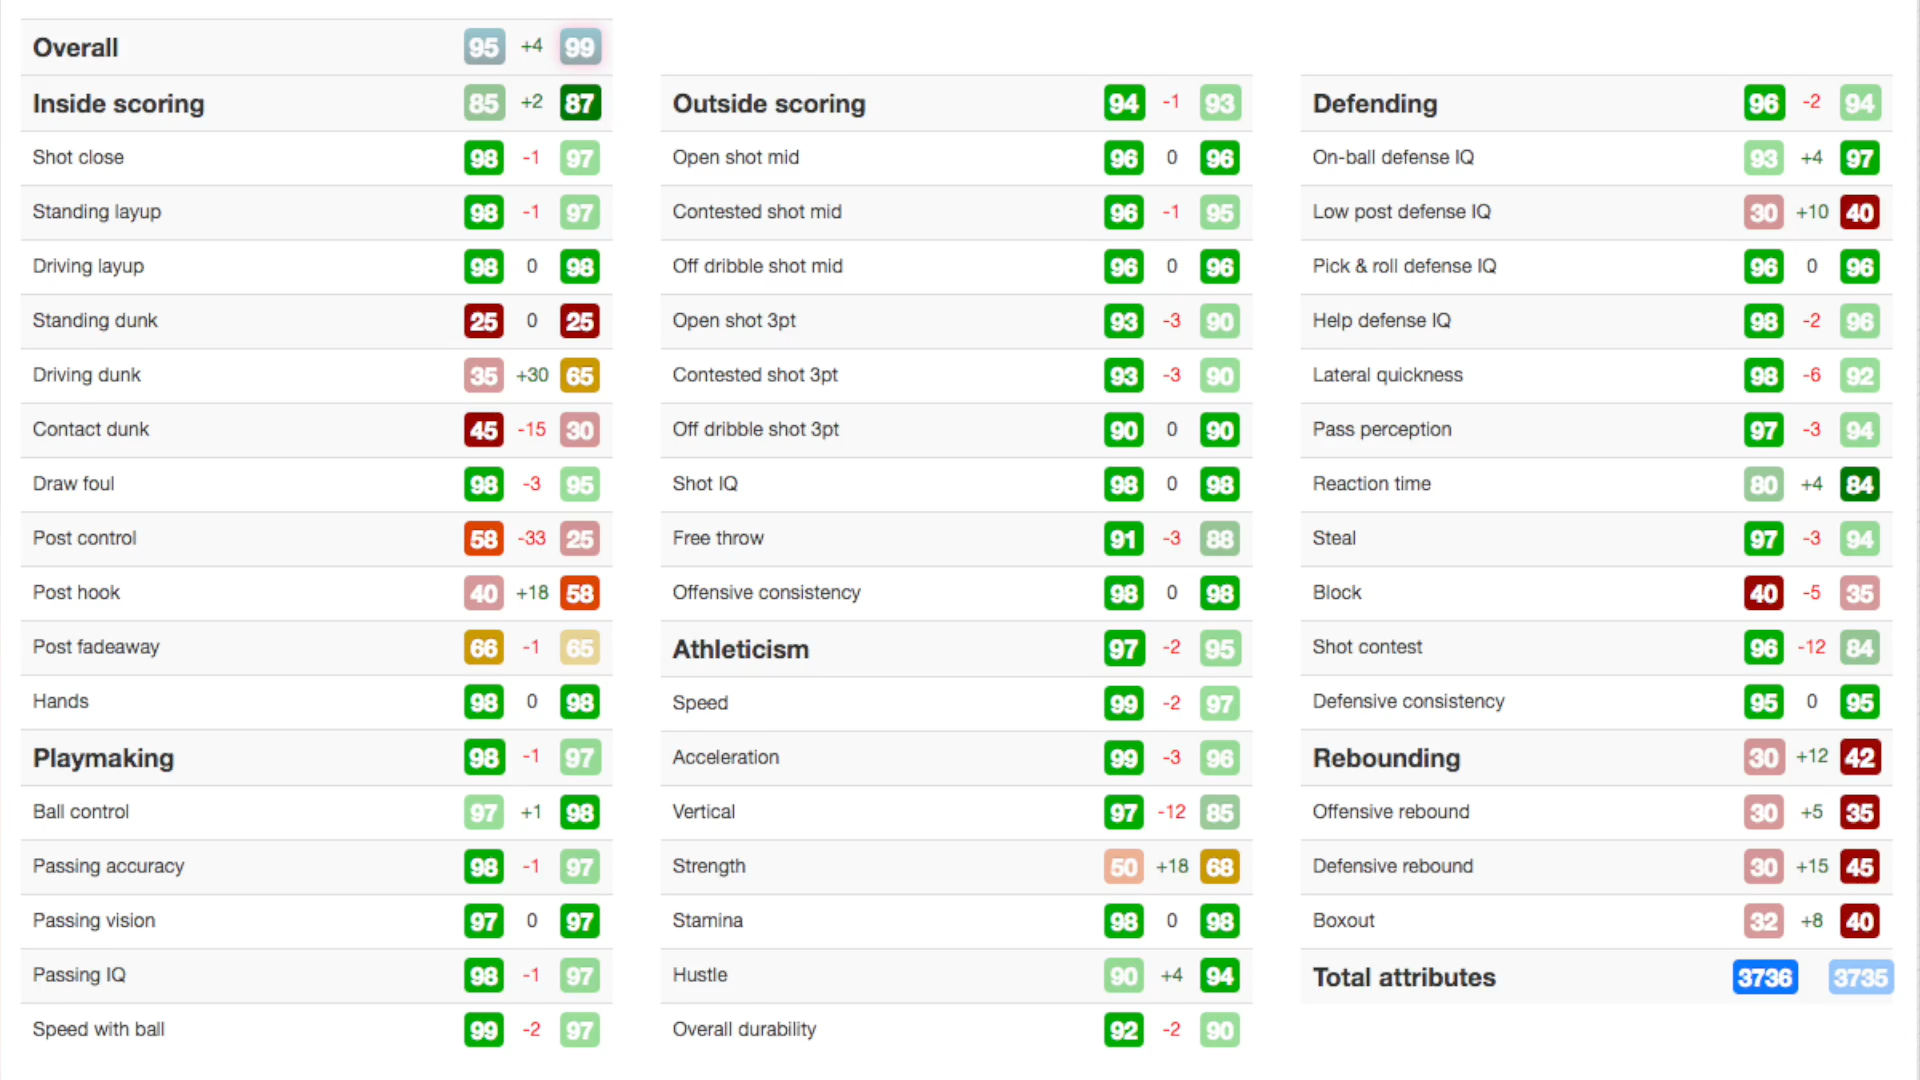 Overall 95 +4 99
Inside scoring 85 +2 87
Shot close 98 -1 97
Standing layup 98 -1 97
Driving layup 98 0 98
Standing dunk 25 0 25
Driving dunk 35 +30 65
Contact dunk 45 -15 30
Draw foul 98 -3 95
Post control 58 -33 25
Post hook 40 +18 58
Post fadeaway 66 -1 65
Hands 98 0 98
Playmaking 98 -1 97
Ball control 97 +1 98
Passing accuracy 98 -1 97
Passing vision 97 0 97
Passing IQ 98 -1 97
Speed with ball 99 -2 97
Outside scoring 94 -1 93
Open shot mid 96 0 96
Contested shot mid 96 -1 95
Off dribble shot mid 96 0 96
Open shot 3pt 93 -3 90
Contested shot 3pt 93 -3 90
Off dribble shot 3pt 90 0 90
Shot IQ 98 0 98
Free throw 91 -3 88
Offensive consistency 98 0 98
Athleticism 97 -2 95
Speed 99 -2 97
Acceleration 99 -3 96
Vertical 97 -12 85
Strength 50 +18 68
Stamina 98 0 98
Hustle 90 +4 94
Overall durability 92 -2 90
Defending 96 -2 94
On-ball defense IQ 93 +4 97
Low post defense IQ 30 +10 40
Pick & roll defense IQ 96 0 96
Help defense IQ 98 -2 96
Lateral quickness 98 -6 92
Pass perception 97 -3 94
Reaction time 80 +4 84
Steal 97 -3 94
Block 40 -5 35
Shot contest 96 -12 84
Defensive consistency 95 0 95
Rebounding 30 +12 42
Offensive rebound 30 +5 35
Defensive rebound 30 +15 45
Boxout 32 +8 40
Total attributes 3736 3735